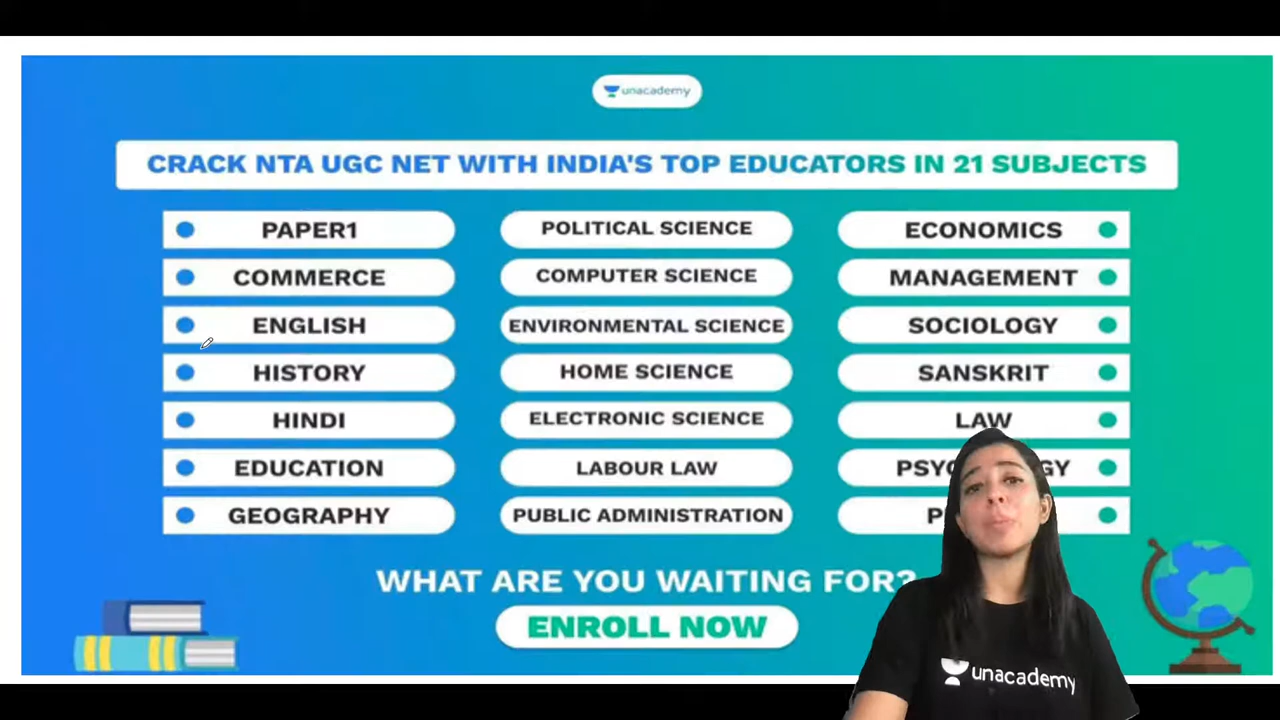 unacademy
CRACK NTA UGC NET WITH INDIA'S TOP EDUCATORS IN 21 SUBJECTS
PAPER1
POLITICAL SCIENCE
ECONOMICS
COMMERCE
COMPUTER SCIENCE
MANAGEMENT
ENGLISH
ENVIRONMENTAL SCIENCE
SOCIOLOGY
HISTORY
HOME SCIENCE
SANSKRIT
HINDI
ELECTRONIC SCIENCE
LAW
EDUCATION
LABOUR LAW
GEOGRAPHY
PUBLIC ADMINISTRATION
WHAT ARE YOU WAITING FOR?
ENROLL NOW
unacademy